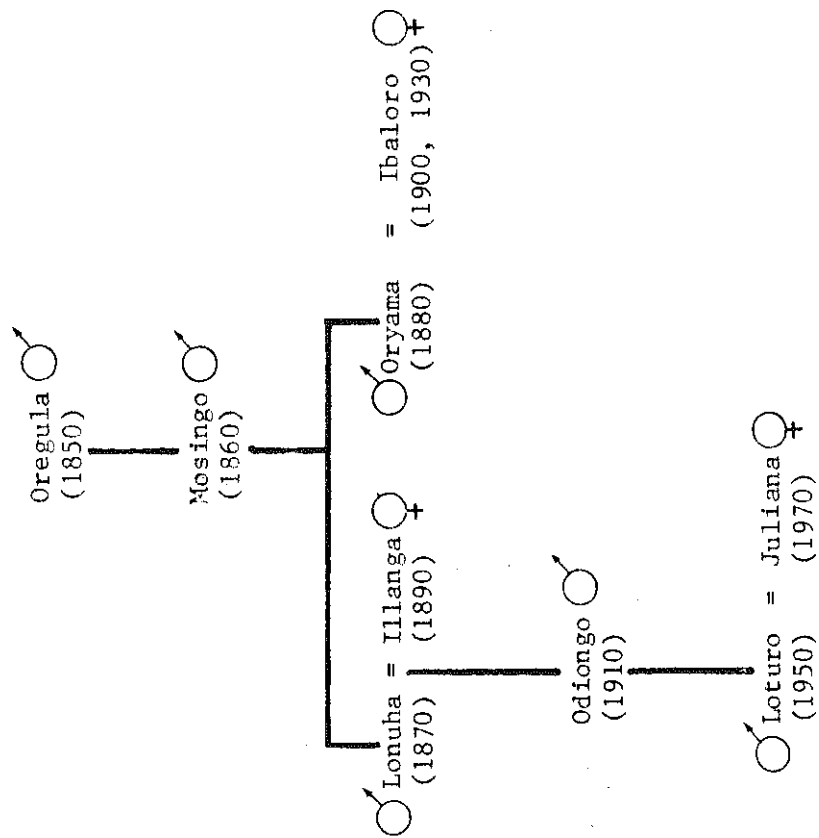 Oregula
(1850)
Mosingo
(1860)
Lonuha = Illanga
(1870) (1890)
Oryama = Ibaloro
(1880) (1900, 1930)
Odiongo
(1910)
Loturo = Juliana
(1950) (1970)